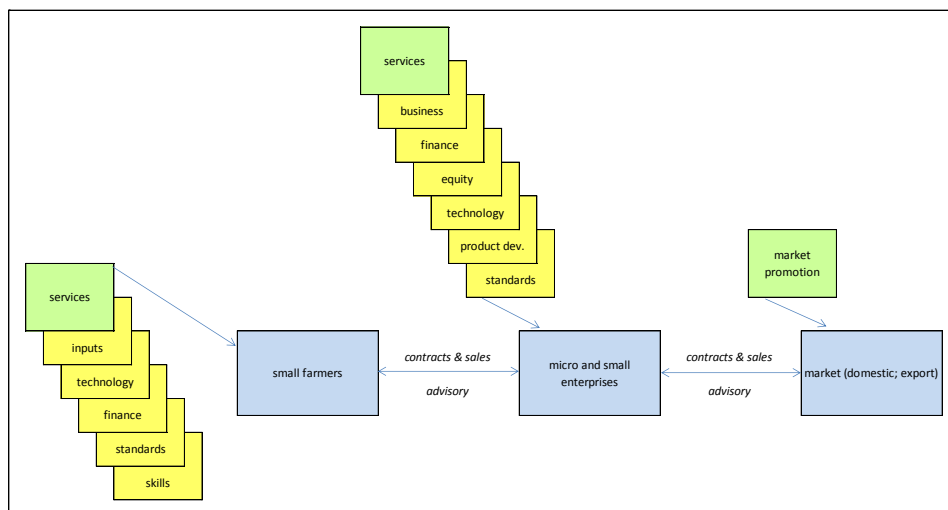 services
business
finance
equity
technology
product dev.
standards
market
promotion
services
inputs
technology
finance
standards
skills
small farmers
contracts & sales
advisory
micro and small
enterprises
contracts & sales
advisory
market (domestic; export)